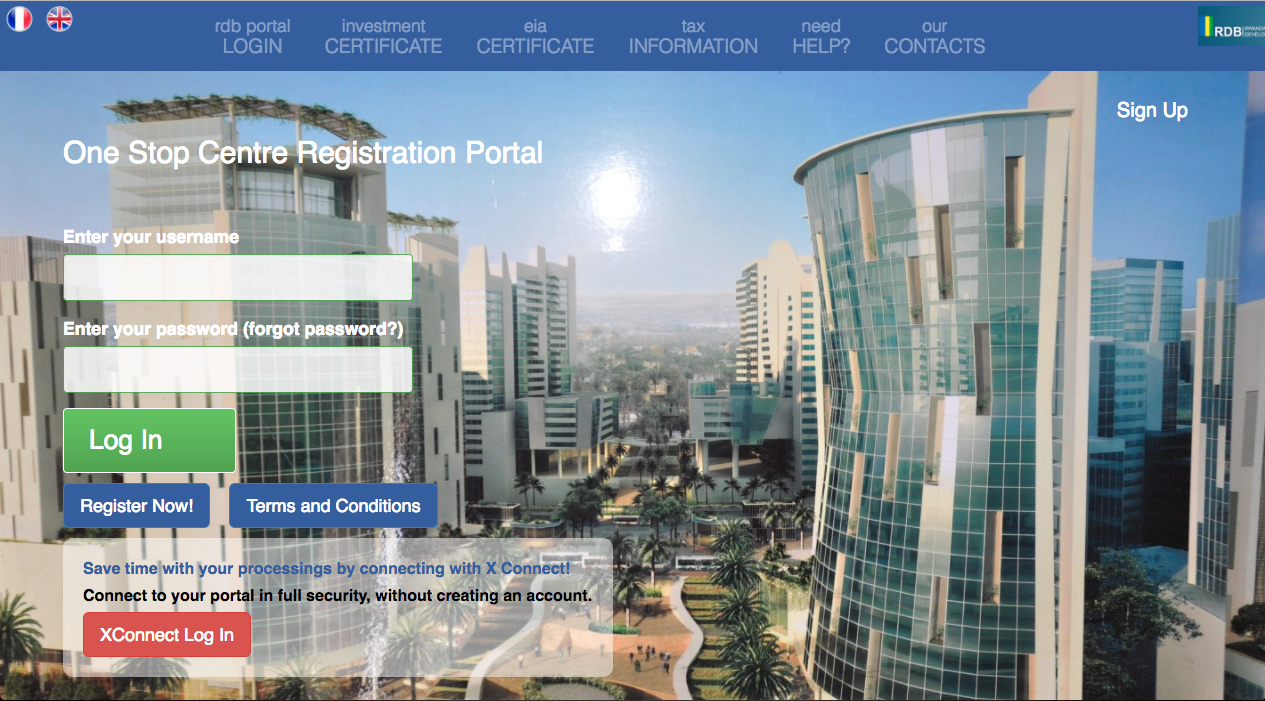 rdb portal
LOGIN
investment
CERTIFICATE
eia
CERTIFICATE
tax
INFORMATION
need
HELP?
our
CONTACTS
RDB
Sign Up
One Stop Centre Registration Portal
Enter your username
Enter your password (forgot password?)
Log In
Register Now!
Terms and Conditions
Save time with your processings by connecting with X Connect!
Connect to your portal in full security, without creating an account.
XConnect Log In